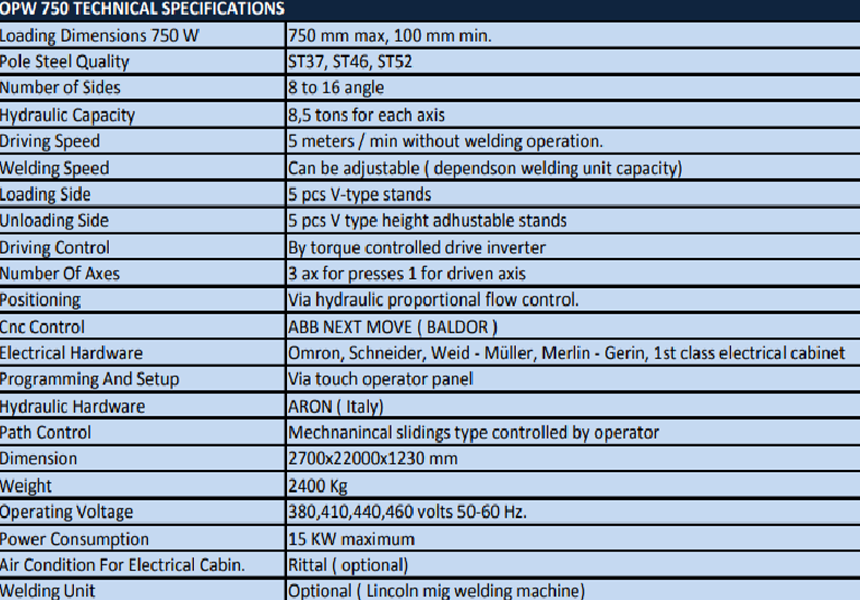 OPW 750 TECHNICAL SPECIFICATIONS
Loading Dimensions 750 W 750 mm max, 100 mm min.
Pole Steel Quality ST37, ST46, ST52
Number of Sides 8 to 16 angle
Hydraulic Capacity 8,5 tons for each axis
Driving Speed 5 meters / min without welding operation.
Welding Speed Can be adjustable ( dependson welding unit capacity)
Loading Side 5 pcs V-type stands
Unloading Side 5 pcs V type height adhustable stands
Driving Control By torque controlled drive inverter
Number Of Axes 3 ax for presses 1 for driven axis
Positioning Via hydraulic proportional flow control.
Cnc Control ABB NEXT MOVE ( BALDOR )
Electrical Hardware Omron, Schneider, Weid - Müller, Merlin - Gerin, 1st class electrical cabinet
Programming And Setup Via touch operator panel
Hydraulic Hardware ARON ( Italy)
Path Control Mechnanincal slidings type controlled by operator
Dimension 2700x22000x1230 mm
Weight 2400 Kg
Operating Voltage 380,410,440,460 volts 50-60 Hz.
Power Consumption 15 KW maximum
Air Condition For Electrical Cabin. Rittal ( optional)
Welding Unit Optional ( Lincoln mig welding machine)